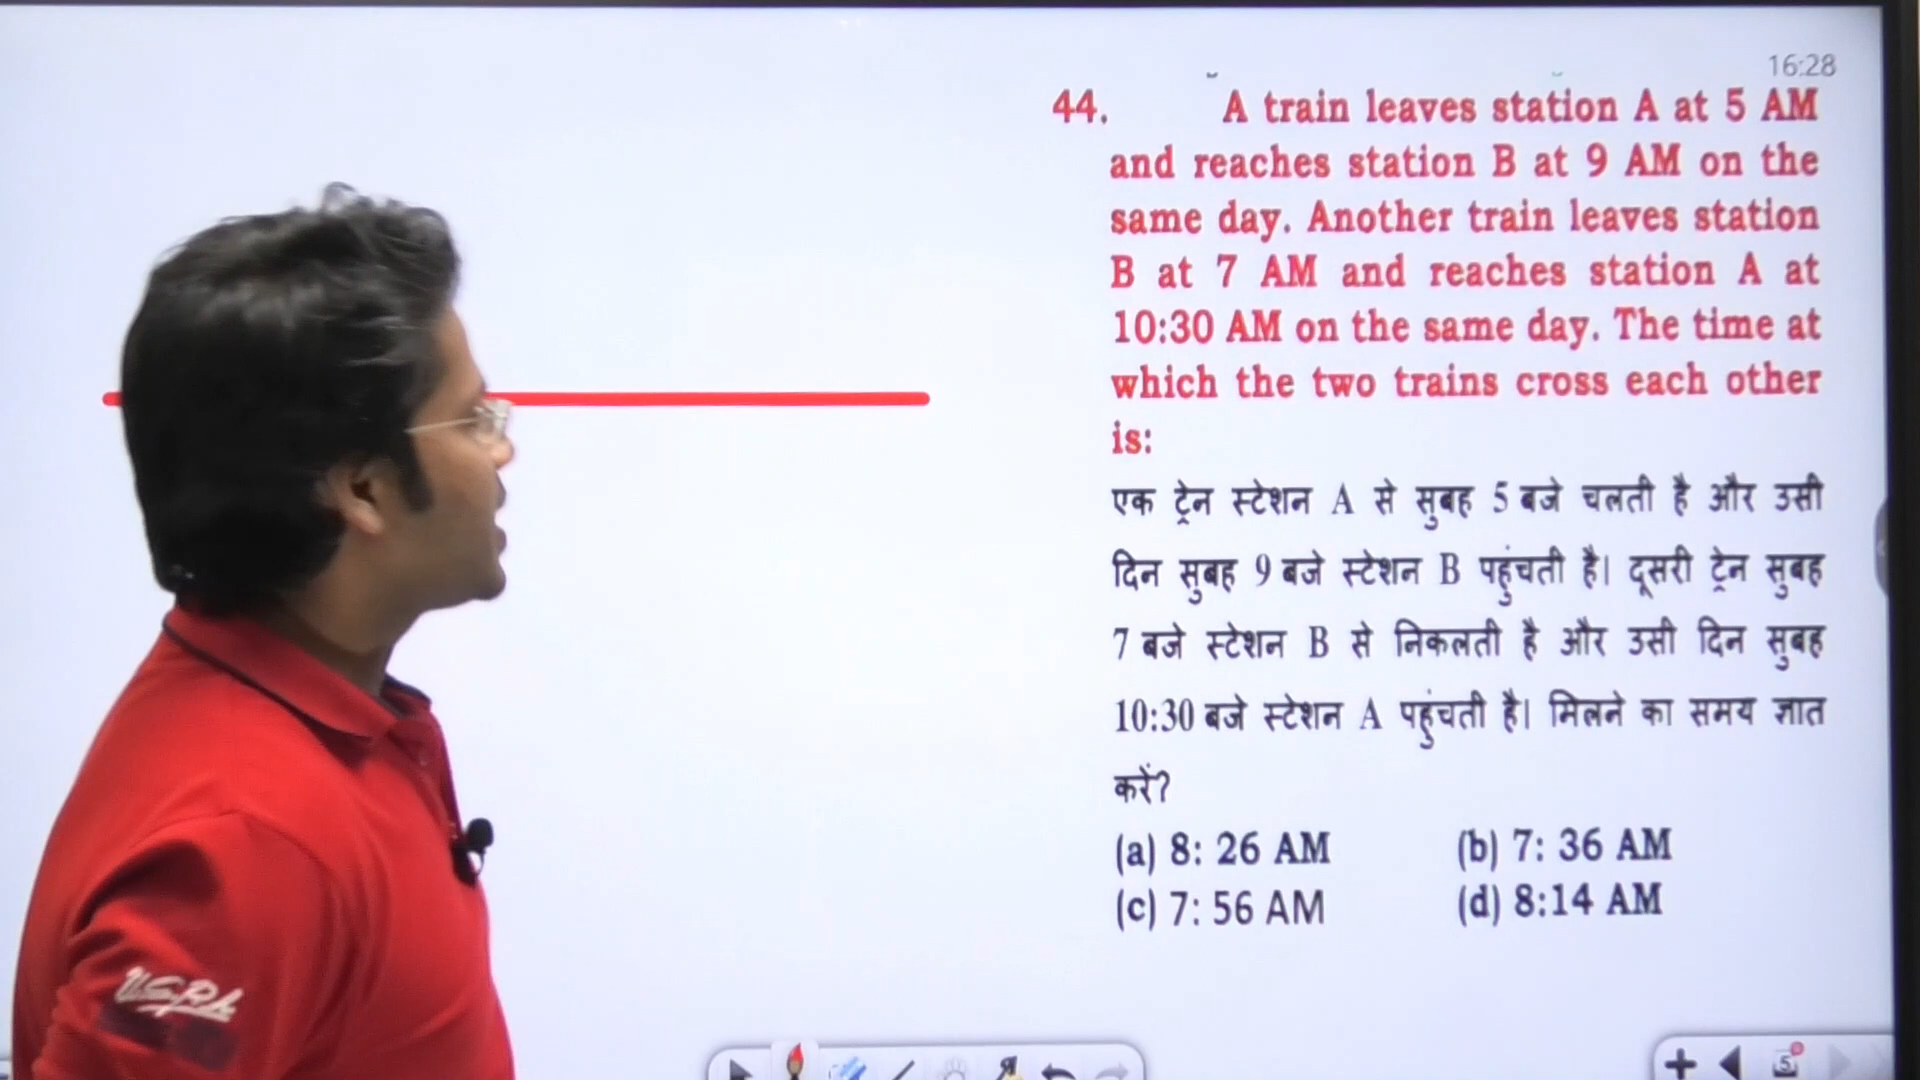 16:28
44. A train leaves station A at 5 AM
and reaches station B at 9 AM on the
same day. Another train leaves station
B at 7 AM and reaches station A at
10:30 AM on the same day. The time at
which the two trains cross each other
is:
एक ट्रेन स्टेशन A से सुबह 5 बजे चलती है और उसी
दिन सुबह 9 बजे स्टेशन B पहुंचती है। दूसरी ट्रेन सुबह
7 बजे स्टेशन B से निकलती है और उसी दिन सुबह
10:30 बजे स्टेशन A पहुंचती है। मिलने का समय ज्ञात
करें?
(a) 8: 26 AM (b) 7: 36 AM
(c) 7: 56 AM (d) 8:14 AM
5